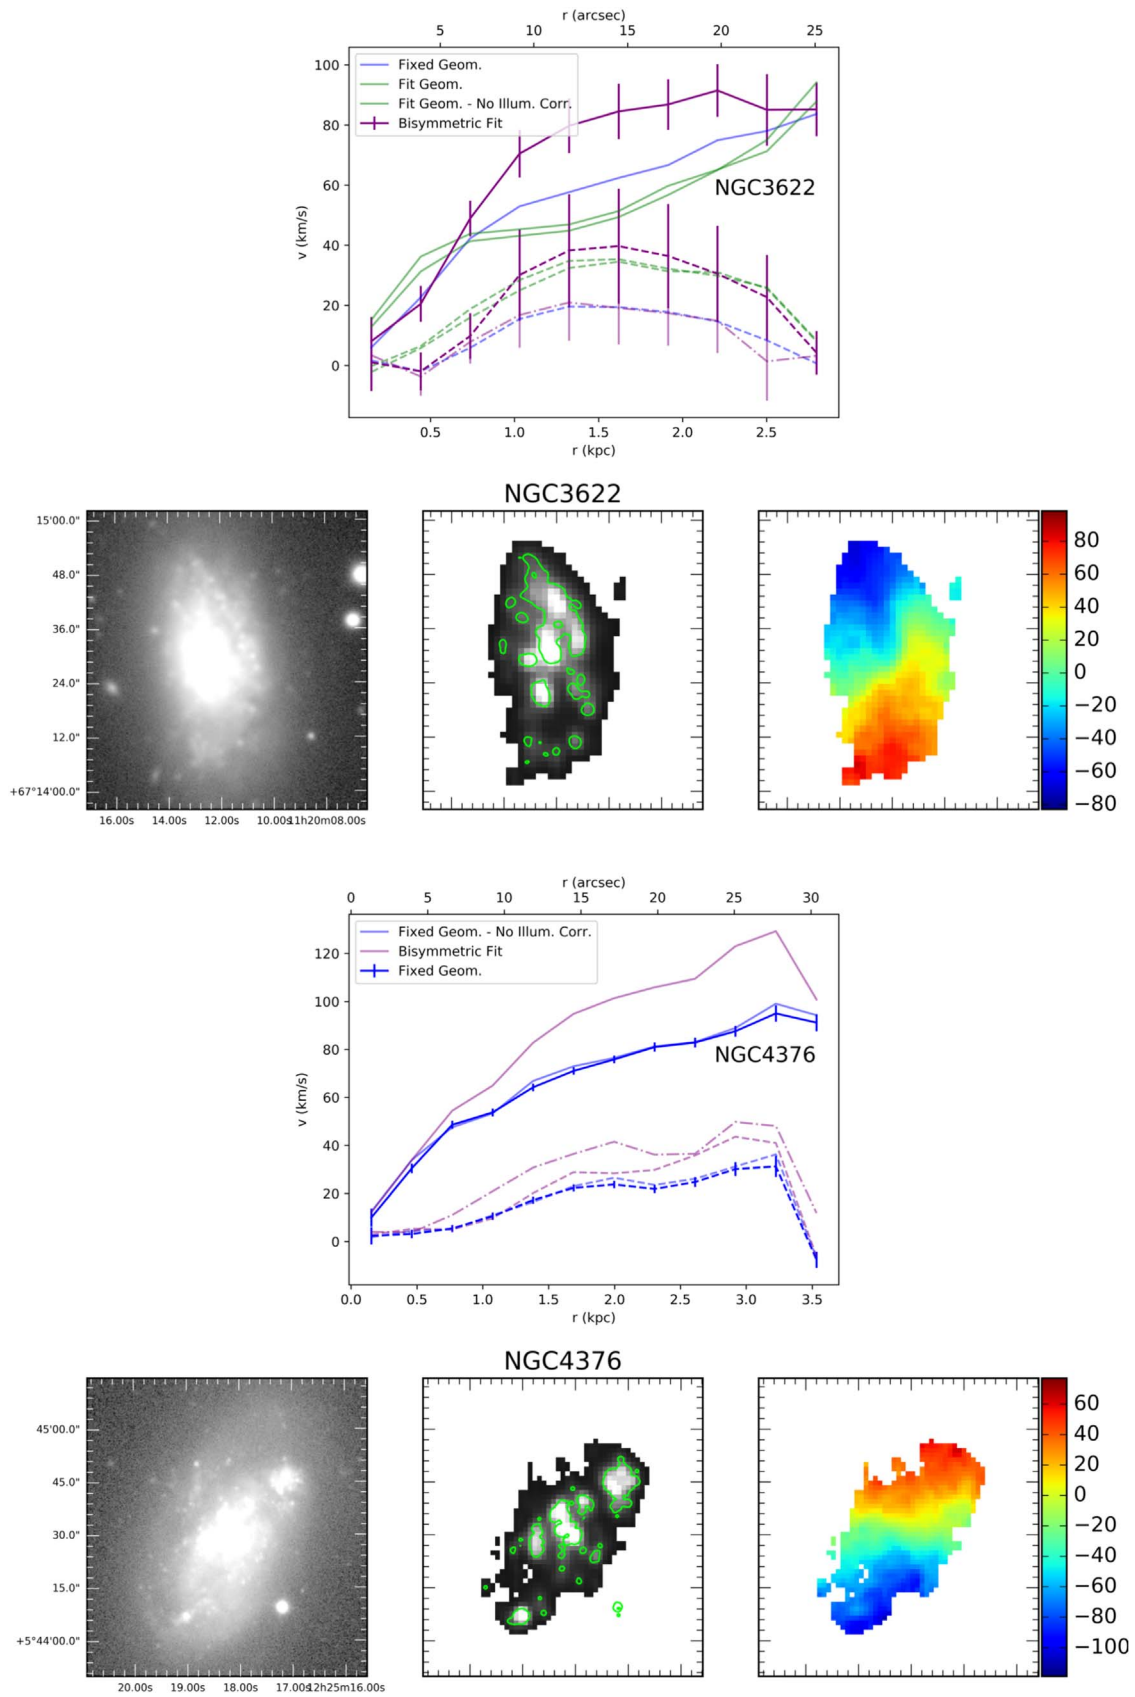 r (arcsec)
5 10 15 20 25
Fixed Geom.
Fit Geom.
Fit Geom. - No Illum. Corr.
Bisymmetric Fit
100
80
60
40
20
0
v (km/s)
NGC3622
0.5 1.0 1.5 2.0 2.5
r (kpc)
NGC3622
15'00.0"
48.0"
36.0"
24.0"
12.0"
+67°14'00.0"
16.00s 14.00s 12.00s 10.00s 11h20m08.00s
80
60
40
20
0
−20
−40
−60
−80
r (arcsec)
0 5 10 15 20 25 30
Fixed Geom. - No Illum. Corr.
Bisymmetric Fit
Fixed Geom.
120
100
80
60
40
20
0
v (km/s)
NGC4376
0.0 0.5 1.0 1.5 2.0 2.5 3.0 3.5
r (kpc)
NGC4376
45'00.0"
45.0"
30.0"
15.0"
+5°44'00.0"
20.00s 19.00s 18.00s 17.00s 12h25m16.00s
60
40
20
0
−20
−40
−60
−80
−100